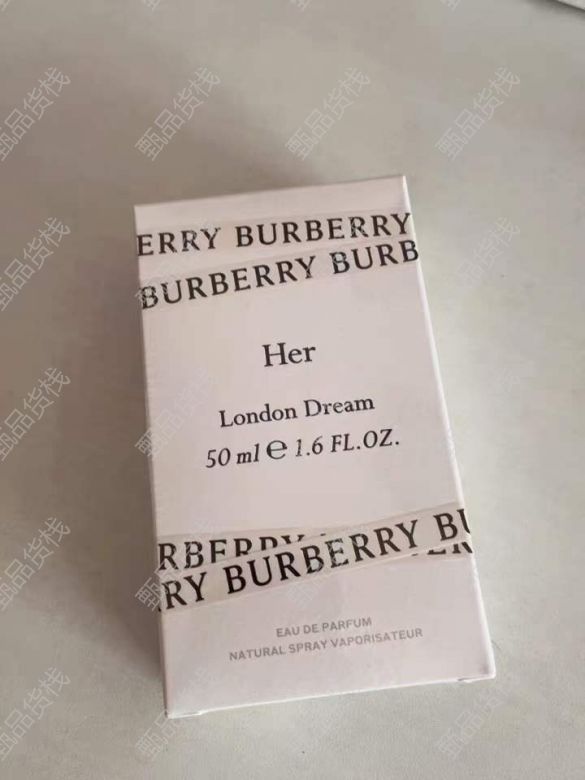 ERRY BURBERRY
BURBERRY BURB
Her
London Dream
50 ml ℮ 1.6 FL.OZ.
RBERRY
RY BURBERRY BU
EAU DE PARFUM
NATURAL SPRAY VAPORISATEUR
甄品货栈